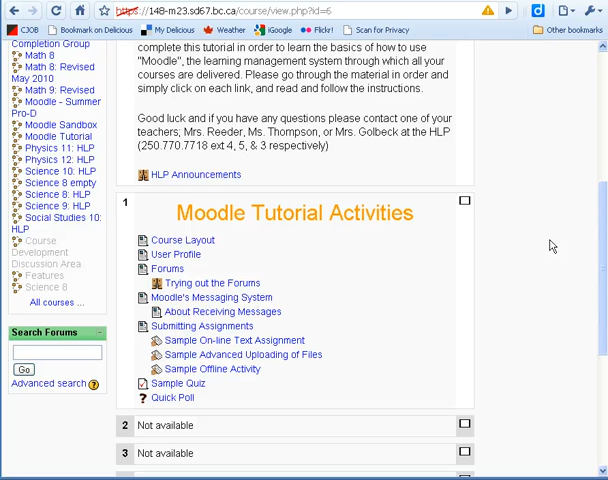 https://148-m23.sd67.bc.ca/course/view.php?id=6
CJOB Bookmark on Delicious My Delicious Weather iGoogle Flickr! Scan for Privacy Other bookmarks
Completion Group
Math 8
Math 8: Revised
May 2010
Math 9: Revised
Moodle - Summer
Pro-D
Moodle Sandbox
Moodle Tutorial
Physics 11: HLP
Physics 12: HLP
Science 10: HLP
Science 8 empty
Science 8: HLP
Science 9: HLP
Social Studies 10:
HLP
Course
Development
Discussion Area
Features
Science 8
All courses ...
Search Forums
Go
Advanced search ?
complete this tutorial in order to learn the basics of how to use
"Moodle", the learning management system through which all your
courses are delivered. Please go through the material in order and
simply click on each link, and read and follow the instructions.
Good luck and if you have any questions please contact one of your
teachers; Mrs. Reeder, Ms. Thompson, or Mrs. Golbeck at the HLP
(250.770.7718 ext 4, 5, & 3 respectively)
HLP Announcements
1
Moodle Tutorial Activities
Course Layout
User Profile
Forums
Trying out the Forums
Moodle's Messaging System
About Receiving Messages
Submitting Assignments
Sample On-line Text Assignment
Sample Advanced Uploading of Files
Sample Offline Activity
Sample Quiz
? Quick Poll
2 Not available
3 Not available